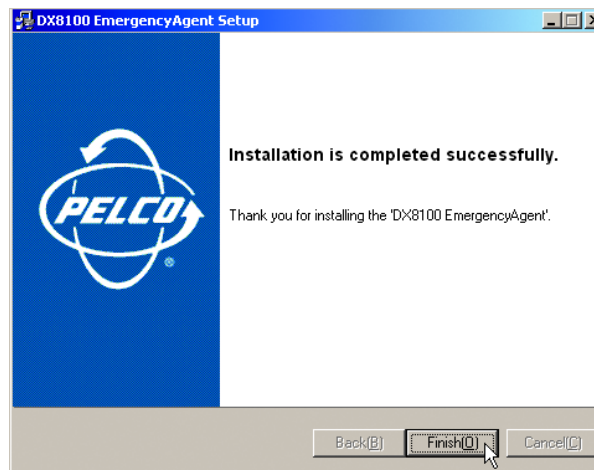 DX8100 EmergencyAgent Setup
Installation is completed successfully.
PELCO
®
Thank you for installing the 'DX8100 EmergencyAgent'.
Back(B) Finish(O) Cancel(C)